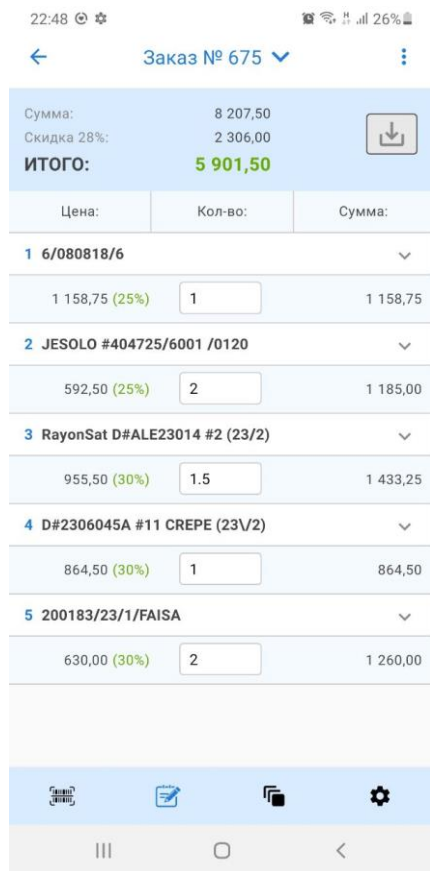 22:48 26%
Заказ № 675
Сумма: 8 207,50
Скидка 28%: 2 306,00
ИТОГО: 5 901,50
Цена: Кол-во: Сумма:
1 6/080818/6
1 158,75 (25%) 1 1 158,75
2 JESOLO #404725/6001 /0120
592,50 (25%) 2 1 185,00
3 RayonSat D#ALE23014 #2 (23/2)
955,50 (30%) 1.5 1 433,25
4 D#2306045A #11 CREPE (23\/2)
864,50 (30%) 1 864,50
5 200183/23/1/FAISA
630,00 (30%) 2 1 260,00